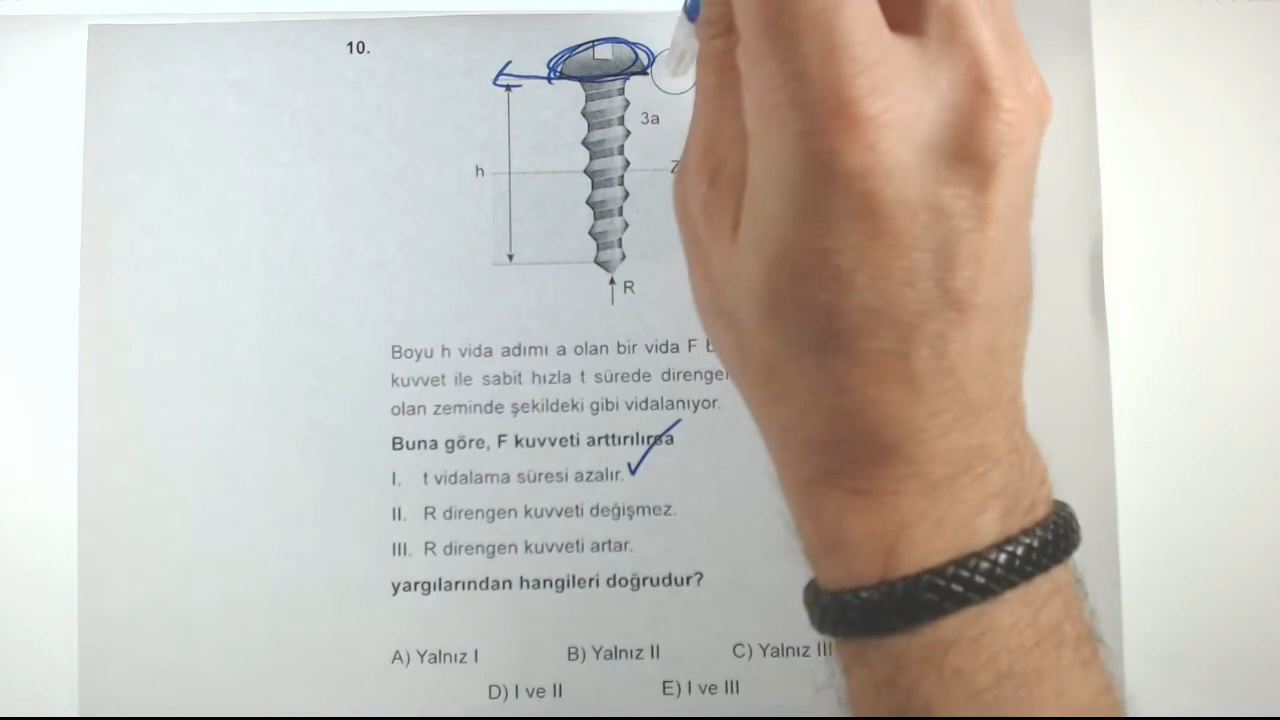 10.
3a
h
Z
R
Boyu h vida adımı a olan bir vida F
kuvvet ile sabit hızla t sürede
olan zeminde şekildeki gibi vidalanıyor.
Buna göre, F kuvveti arttırılırsa
I. t vidalama süresi azalır.
II. R direngen kuvveti değişmez.
III. R direngen kuvveti artar.
yargılarından hangileri doğrudur?
A) Yalnız I B) Yalnız II C) Yalnız III
D) I ve II E) I ve III